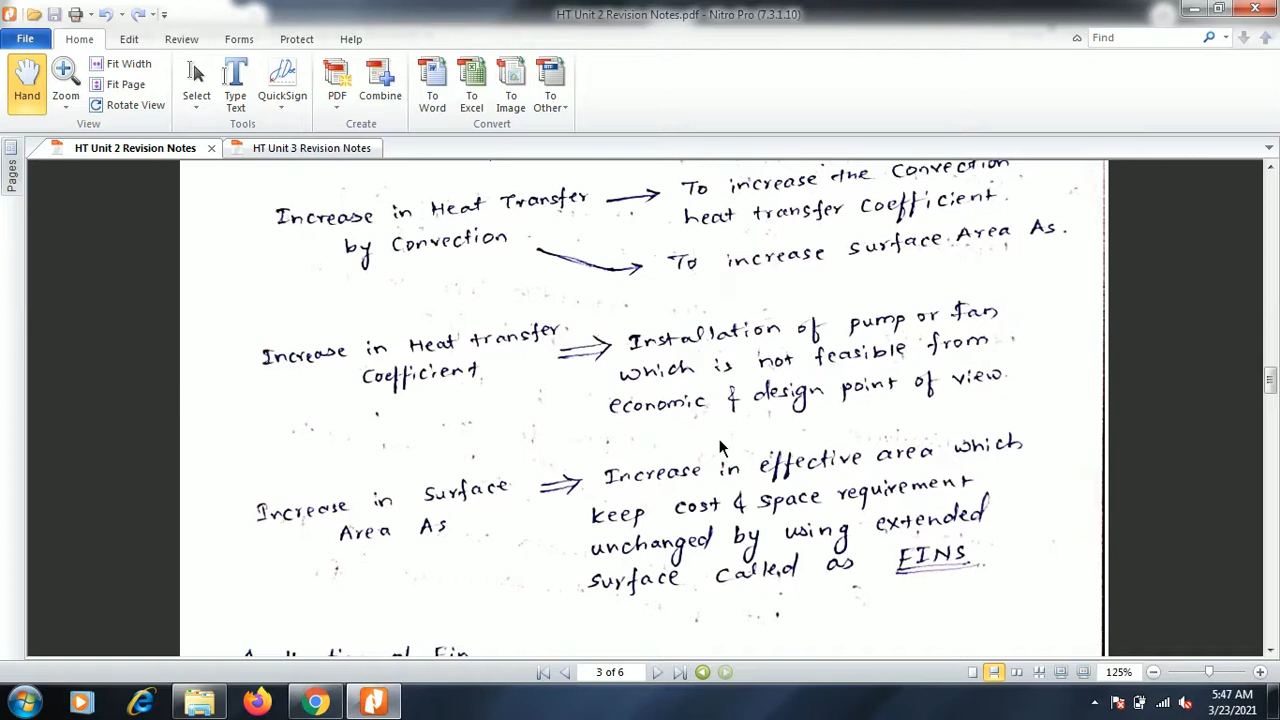 HT Unit 2 Revision Notes.pdf - Nitro Pro (7.3.1.10)
File Home Edit Review Forms Protect Help Find
Hand Zoom Fit Width Fit Page Rotate View Select Type Text QuickSign PDF Combine To Word To Excel To Image To Other
View Tools Create Convert
HT Unit 2 Revision Notes HT Unit 3 Revision Notes
Pages
Increase in Heat Transfer by Convection
To increase the Convection
heat transfer Coefficient.
To increase Surface Area As.
Increase in Heat transfer
Coefficient
Installation of pump or fan
which is not feasible from
economic & design point of view.
Increase in Surface
Area As
Increase in effective area which
keep cost & space requirement
unchanged by using extended
surface called as FINS
3 of 6 125%
5:47 AM
3/23/2021